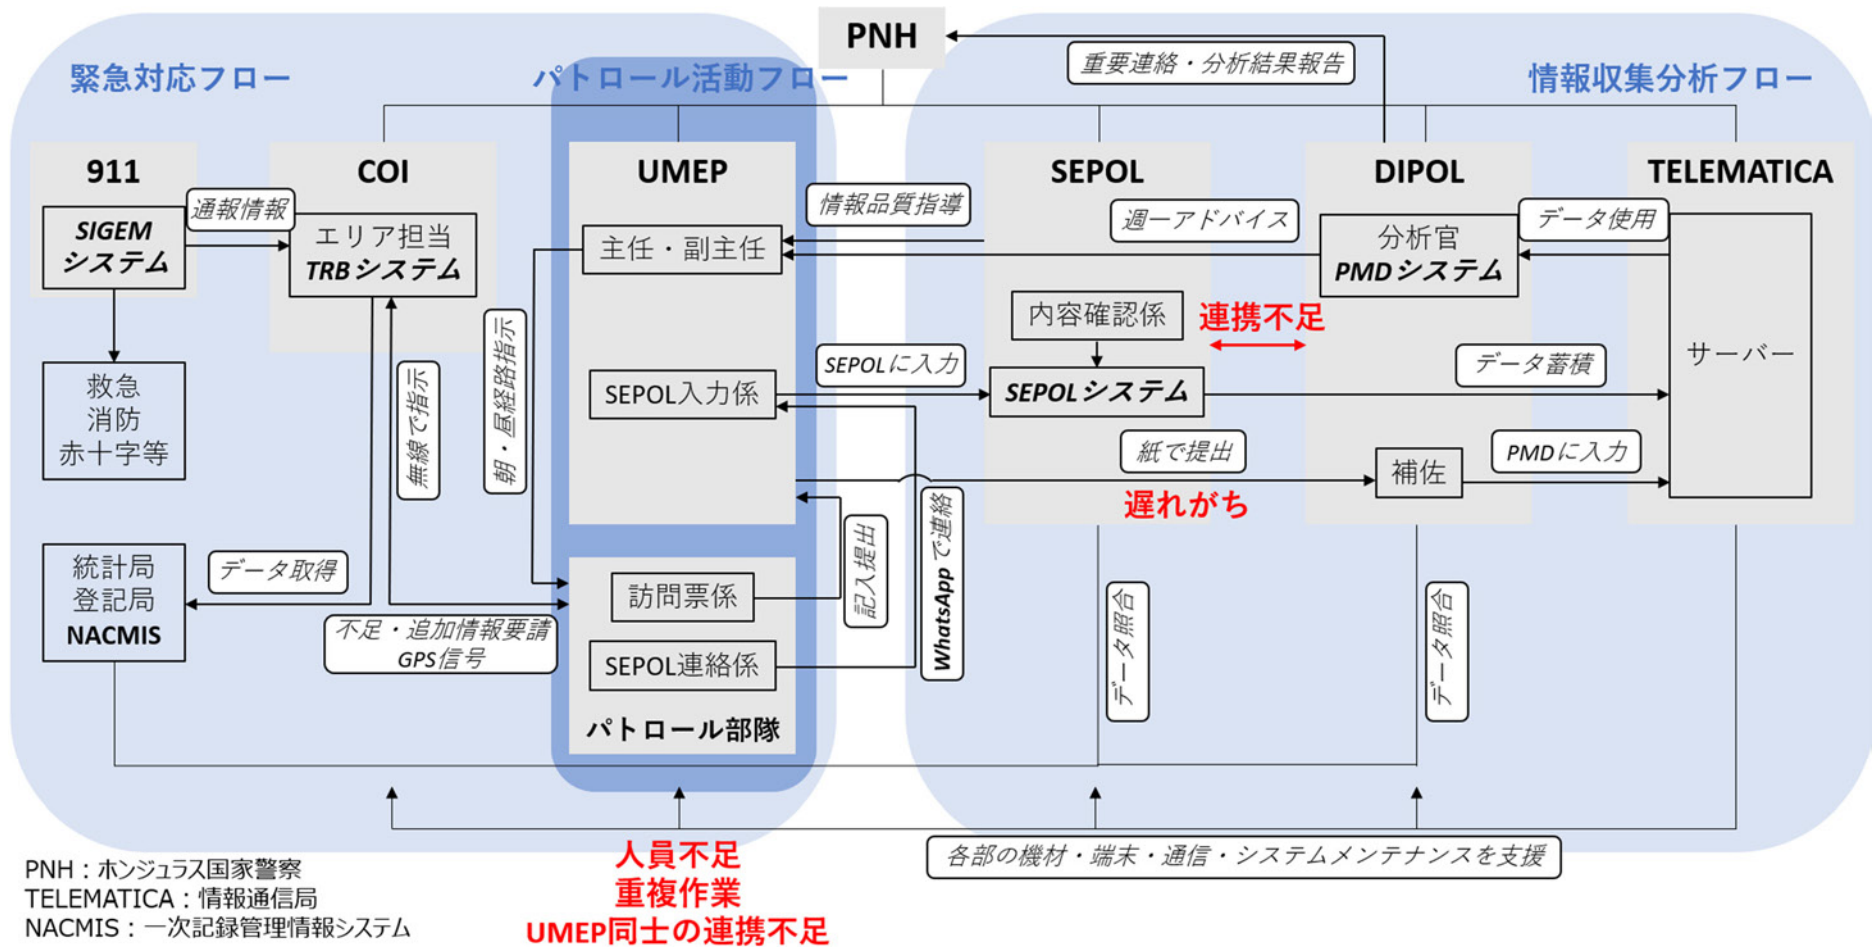 PNH
重要連絡・分析結果報告
緊急対応フロー
パトロール活動フロー
情報収集分析フロー
911
COI
UMEP
SEPOL
DIPOL
TELEMATICA
SIGEM
システム
通報情報
エリア担当
TRBシステム
主任・副主任
情報品質指導
週一アドバイス
分析官
PMDシステム
データ使用
サーバー
救急
消防
赤十字等
無線で指示
朝・昼経路指示
SEPOL入力係
SEPOLに入力
内容確認係
SEPOLシステム
連携不足
データ蓄積
紙で提出
遅れがち
補佐
PMDに入力
統計局
登記局
NACMIS
データ取得
不足・追加情報要請
GPS信号
訪問票係
SEPOL連絡係
パトロール部隊
記入提出
WhatsAppで連絡
データ照合
データ照合
各部の機材・端末・通信・システムメンテナンスを支援
人員不足
重複作業
UMEP同士の連携不足
PNH：ホンジュラス国家警察
TELEMATICA：情報通信局
NACMIS：一次記録管理情報システム